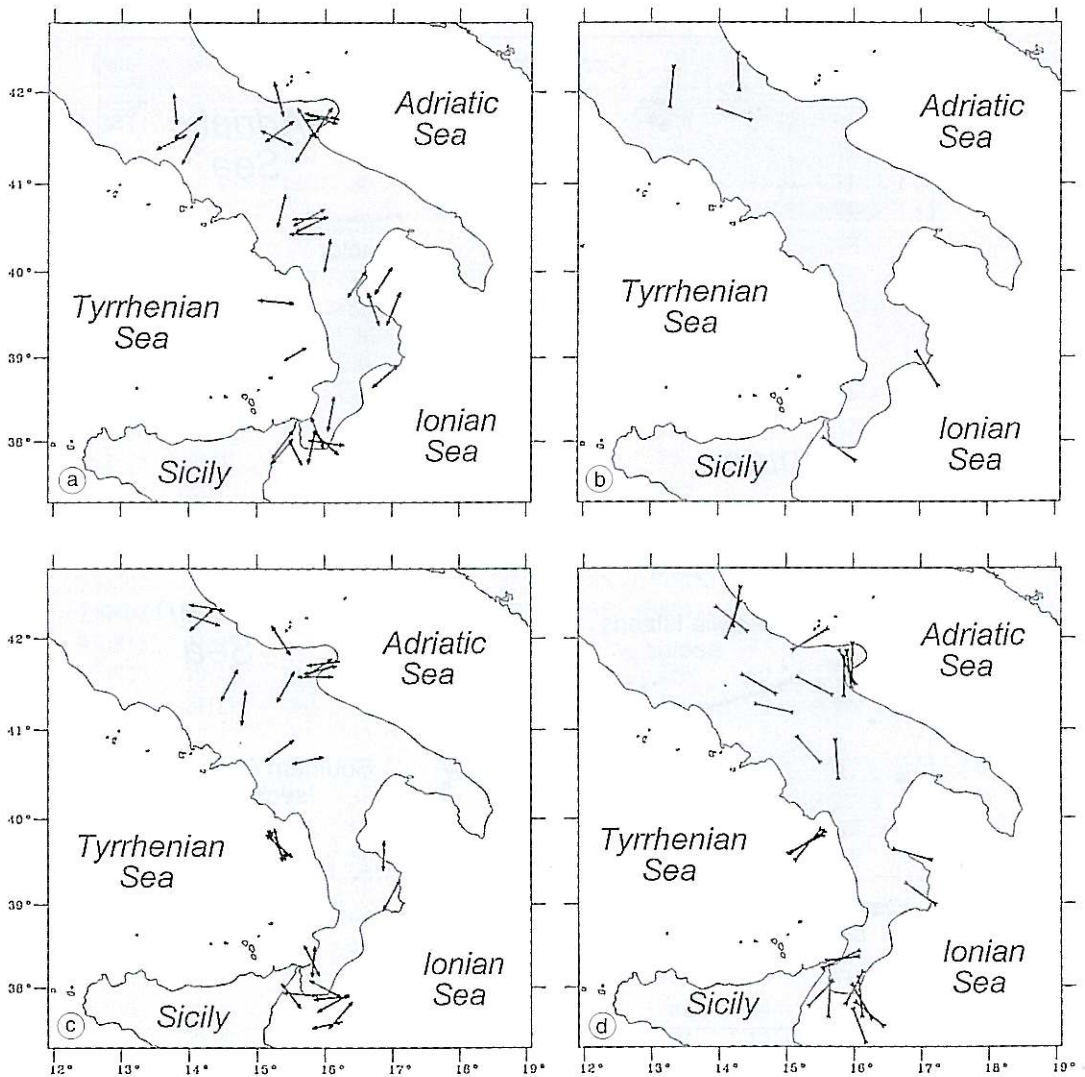 Adriatic
Sea
42°
41°
40°
39°
38°
Tyrrhenian
Sea
Ionian
Sea
Sicily
a
Adriatic
Sea
Tyrrhenian
Sea
Ionian
Sea
Sicily
b
Adriatic
Sea
42°
41°
40°
39°
38°
Tyrrhenian
Sea
Ionian
Sea
Sicily
c
12° 13° 14° 15° 16° 17° 18° 19°
Adriatic
Sea
Tyrrhenian
Sea
Ionian
Sea
Sicily
d
12° 13° 14° 15° 16° 17° 18° 19°